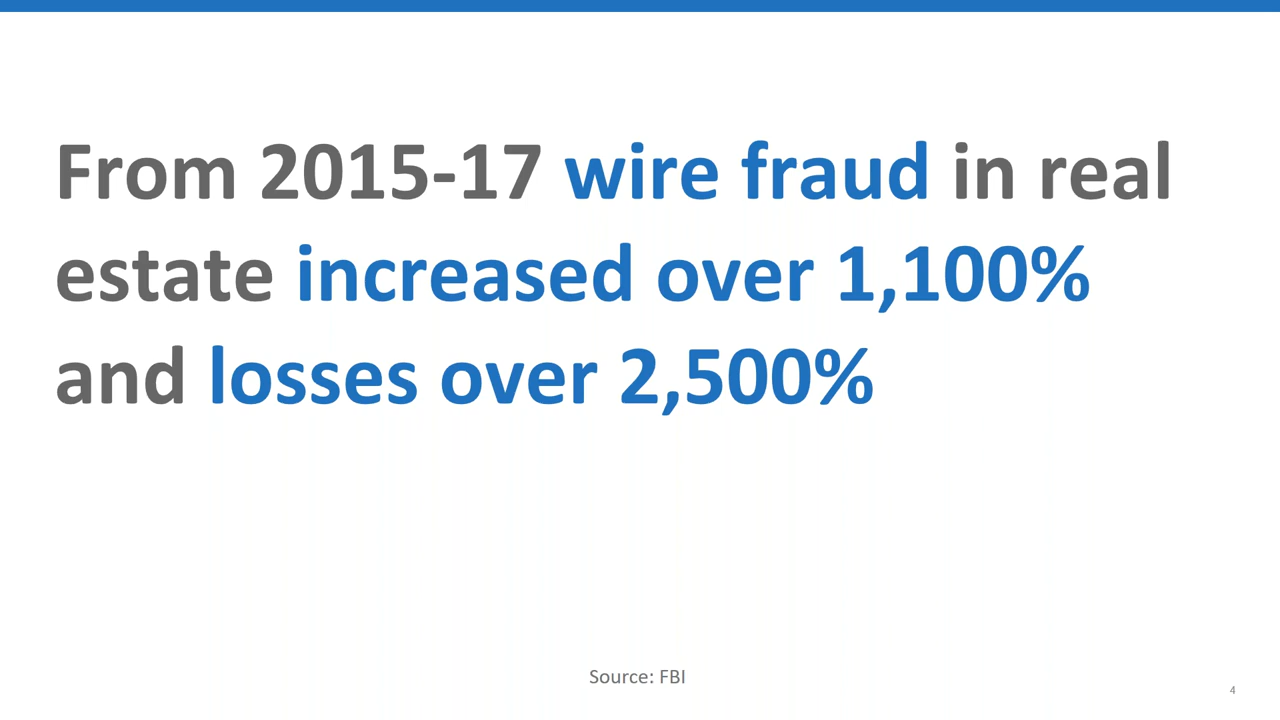 From 2015-17 wire fraud in real
estate increased over 1,100%
and losses over 2,500%
Source: FBI
4